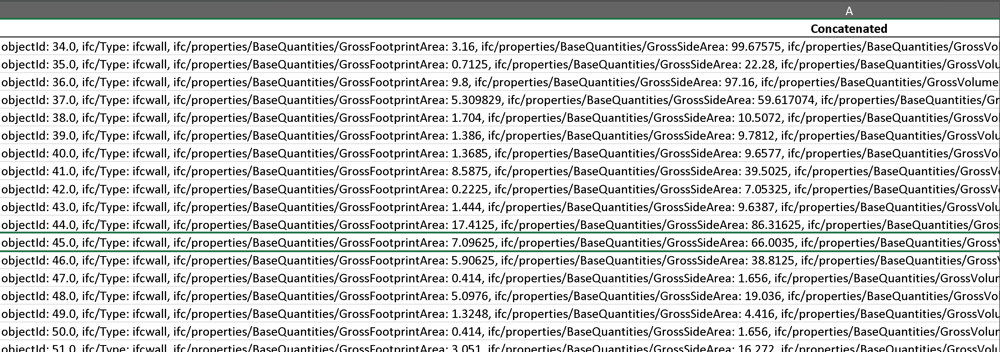 A
Concatenated
objectId: 34.0, ifc/Type: ifcwall, ifc/properties/BaseQuantities/GrossFootprintArea: 3.16, ifc/properties/BaseQuantities/GrossSideArea: 99.67575, ifc/properties/BaseQuantities/GrossVo
objectId: 35.0, ifc/Type: ifcwall, ifc/properties/BaseQuantities/GrossFootprintArea: 0.7125, ifc/properties/BaseQuantities/GrossSideArea: 22.28, ifc/properties/BaseQuantities/GrossVolu
objectId: 36.0, ifc/Type: ifcwall, ifc/properties/BaseQuantities/GrossFootprintArea: 9.8, ifc/properties/BaseQuantities/GrossSideArea: 97.16, ifc/properties/BaseQuantities/GrossVolume
objectId: 37.0, ifc/Type: ifcwall, ifc/properties/BaseQuantities/GrossFootprintArea: 5.309829, ifc/properties/BaseQuantities/GrossSideArea: 59.617074, ifc/properties/BaseQuantities/Gr
objectId: 38.0, ifc/Type: ifcwall, ifc/properties/BaseQuantities/GrossFootprintArea: 1.704, ifc/properties/BaseQuantities/GrossSideArea: 10.5072, ifc/properties/BaseQuantities/GrossVol
objectId: 39.0, ifc/Type: ifcwall, ifc/properties/BaseQuantities/GrossFootprintArea: 1.386, ifc/properties/BaseQuantities/GrossSideArea: 9.7812, ifc/properties/BaseQuantities/GrossVolu
objectId: 40.0, ifc/Type: ifcwall, ifc/properties/BaseQuantities/GrossFootprintArea: 1.3685, ifc/properties/BaseQuantities/GrossSideArea: 9.6577, ifc/properties/BaseQuantities/GrossVol
objectId: 41.0, ifc/Type: ifcwall, ifc/properties/BaseQuantities/GrossFootprintArea: 8.5875, ifc/properties/BaseQuantities/GrossSideArea: 39.5025, ifc/properties/BaseQuantities/GrossV
objectId: 42.0, ifc/Type: ifcwall, ifc/properties/BaseQuantities/GrossFootprintArea: 0.2225, ifc/properties/BaseQuantities/GrossSideArea: 7.05325, ifc/properties/BaseQuantities/GrossV
objectId: 43.0, ifc/Type: ifcwall, ifc/properties/BaseQuantities/GrossFootprintArea: 1.444, ifc/properties/BaseQuantities/GrossSideArea: 9.6387, ifc/properties/BaseQuantities/GrossVolu
objectId: 44.0, ifc/Type: ifcwall, ifc/properties/BaseQuantities/GrossFootprintArea: 17.4125, ifc/properties/BaseQuantities/GrossSideArea: 86.31625, ifc/properties/BaseQuantities/Gros
objectId: 45.0, ifc/Type: ifcwall, ifc/properties/BaseQuantities/GrossFootprintArea: 7.09625, ifc/properties/BaseQuantities/GrossSideArea: 66.0035, ifc/properties/BaseQuantities/Gross
objectId: 46.0, ifc/Type: ifcwall, ifc/properties/BaseQuantities/GrossFootprintArea: 5.90625, ifc/properties/BaseQuantities/GrossSideArea: 38.8125, ifc/properties/BaseQuantities/Gross
objectId: 47.0, ifc/Type: ifcwall, ifc/properties/BaseQuantities/GrossFootprintArea: 0.414, ifc/properties/BaseQuantities/GrossSideArea: 1.656, ifc/properties/BaseQuantities/GrossVolum
objectId: 48.0, ifc/Type: ifcwall, ifc/properties/BaseQuantities/GrossFootprintArea: 5.0976, ifc/properties/BaseQuantities/GrossSideArea: 19.036, ifc/properties/BaseQuantities/GrossVol
objectId: 49.0, ifc/Type: ifcwall, ifc/properties/BaseQuantities/GrossFootprintArea: 1.3248, ifc/properties/BaseQuantities/GrossSideArea: 4.416, ifc/properties/BaseQuantities/GrossVolu
objectId: 50.0, ifc/Type: ifcwall, ifc/properties/BaseQuantities/GrossFootprintArea: 0.414, ifc/properties/BaseQuantities/GrossSideArea: 1.656, ifc/properties/BaseQuantities/GrossVolum
objectId: 51.0, ifc/Type: ifcwall, ifc/properties/BaseQuantities/GrossFootprintArea: 3.051, ifc/properties/BaseQuantities/GrossSideArea: 16.272, ifc/properties/BaseQuantities/GrossVolu